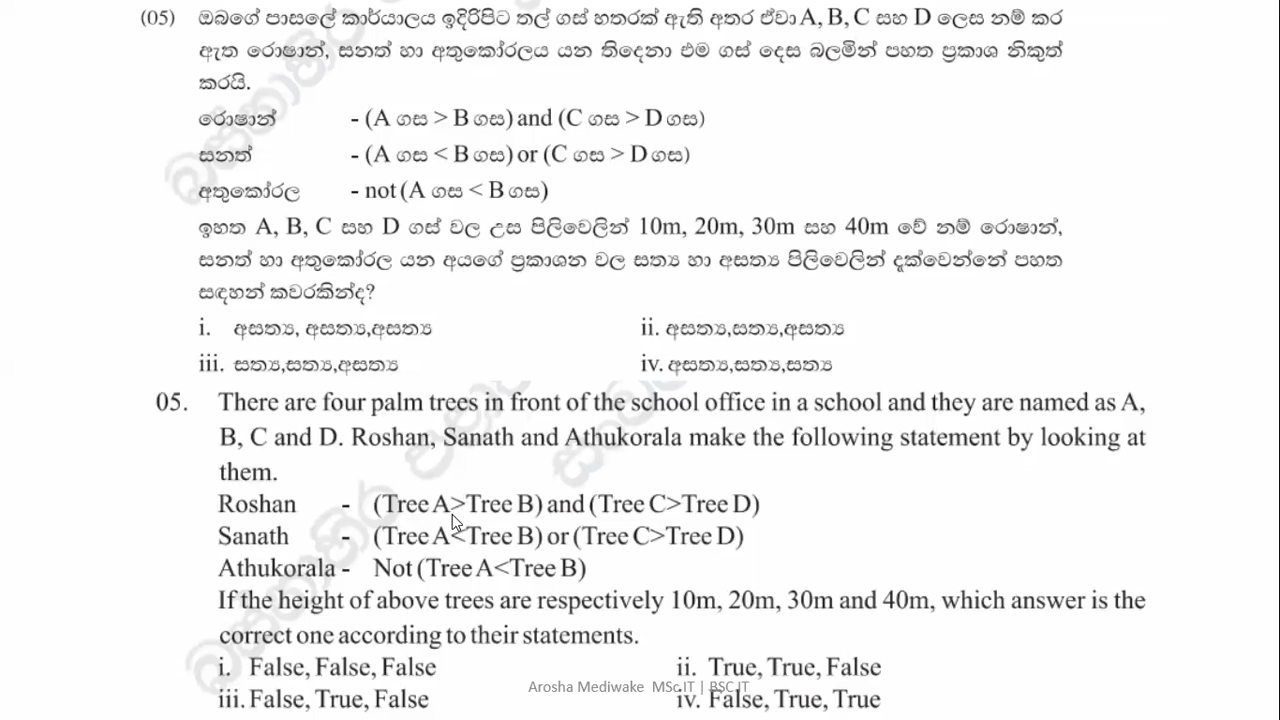 (05) ඔබගේ පාසලේ කාර්යාලය ඉදිරිපිට තල් ගස් හතරක් ඇති අතර ඒවා A, B, C සහ D ලෙස නම් කර
ඇත රොෂාන්, සනත් හා අතුකෝරලය යන තිදෙනා එම ගස් දෙස බලමින් පහත ප්‍රකාශ නිකුත්
කරයි.
රොෂාන් - (A ගස > B ගස) and (C ගස > D ගස)
සනත් - (A ගස < B ගස) or (C ගස > D ගස)
අතුකෝරල - not (A ගස < B ගස)
ඉහත A, B, C සහ D ගස් වල උස පිලිවෙලින් 10m, 20m, 30m සහ 40m වේ නම් රොෂාන්,
සනත් හා අතුකෝරල යන අයගේ ප්‍රකාශන වල සත්‍ය හා අසත්‍ය පිලිවෙලින් දැක්වෙන්නේ පහත
සඳහන් කවරකින්ද?
i. අසත්‍ය, අසත්‍ය,අසත්‍ය ii. අසත්‍ය,සත්‍ය,අසත්‍ය
iii. සත්‍ය,සත්‍ය,අසත්‍ය iv. අසත්‍ය,සත්‍ය,සත්‍ය
05. There are four palm trees in front of the school office in a school and they are named as A,
B, C and D. Roshan, Sanath and Athukorala make the following statement by looking at
them.
Roshan - (Tree A>Tree B) and (Tree C>Tree D)
Sanath - (Tree A<Tree B) or (Tree C>Tree D)
Athukorala - Not (Tree A<Tree B)
If the height of above trees are respectively 10m, 20m, 30m and 40m, which answer is the
correct one according to their statements.
i. False, False, False ii. True, True, False
iii. False, True, False iv. False, True, True
Arosha Mediwake MSc.IT | BSC.IT